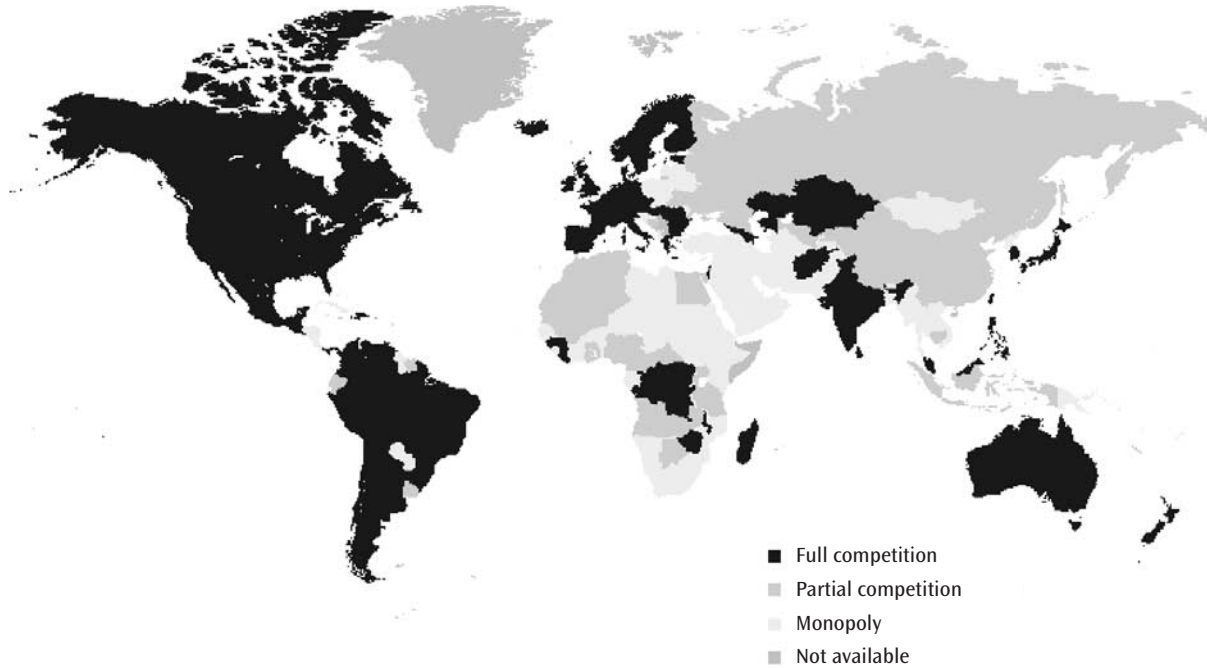 Full competition
Partial competition
Monopoly
Not available